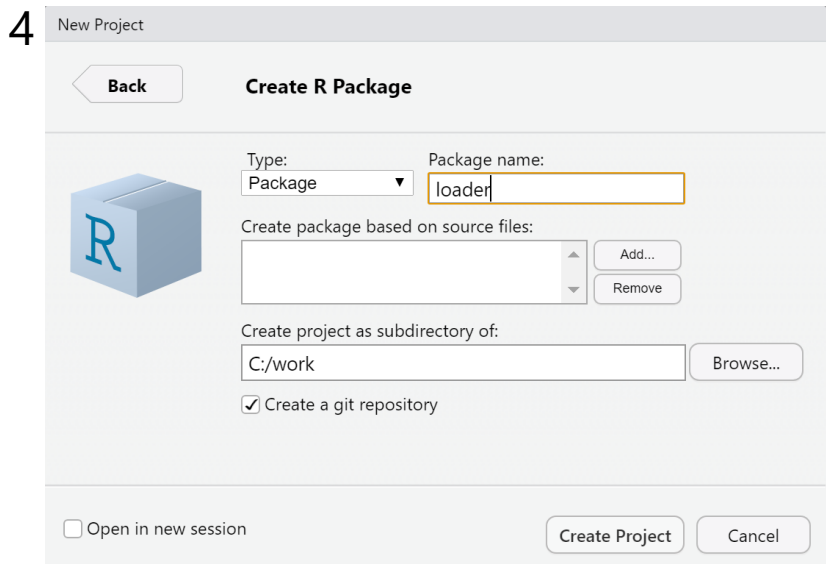 4
New Project
Back
Create R Package
Type:
Package name:
Package
loader
R
Create package based on source files:
Add...
Remove
Create project as subdirectory of:
C:/work
Browse...
Create a git repository
Open in new session
Create Project
Cancel